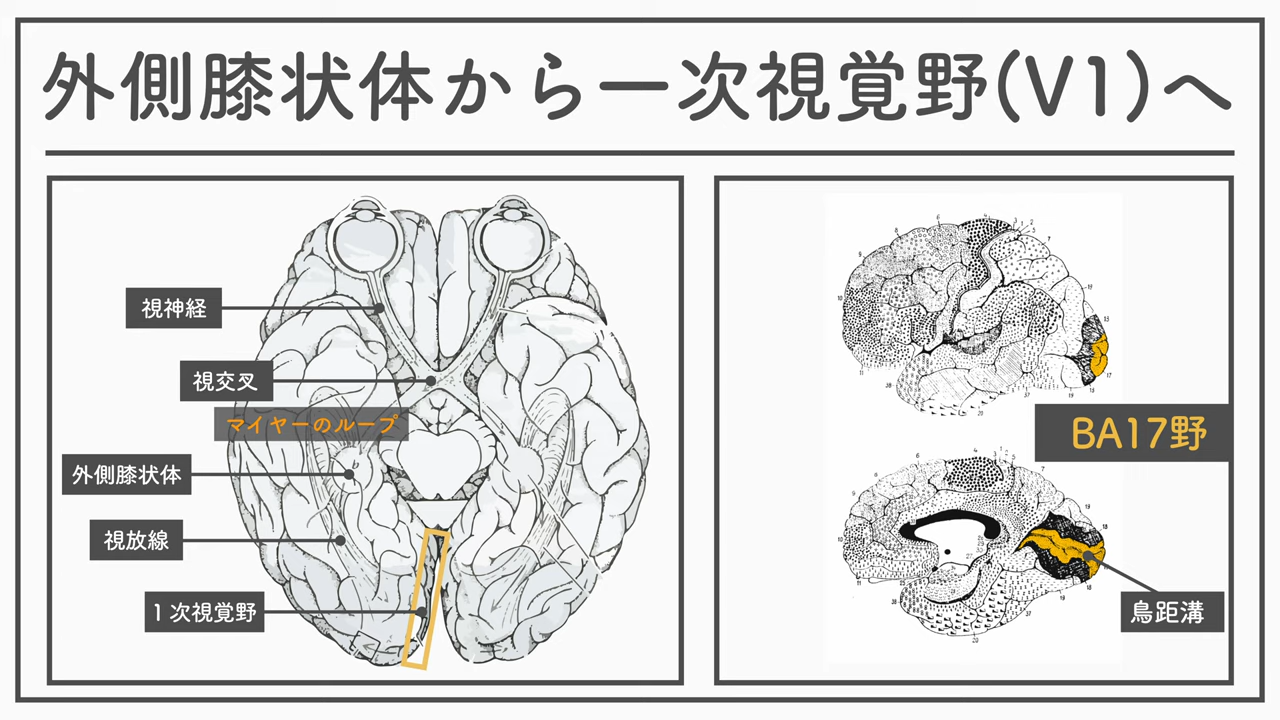 外側膝状体から一次視覚野(V1)へ
視神経
視交叉
マイヤーのループ
外側膝状体
視放線
1次視覚野
BA17野
鳥距溝